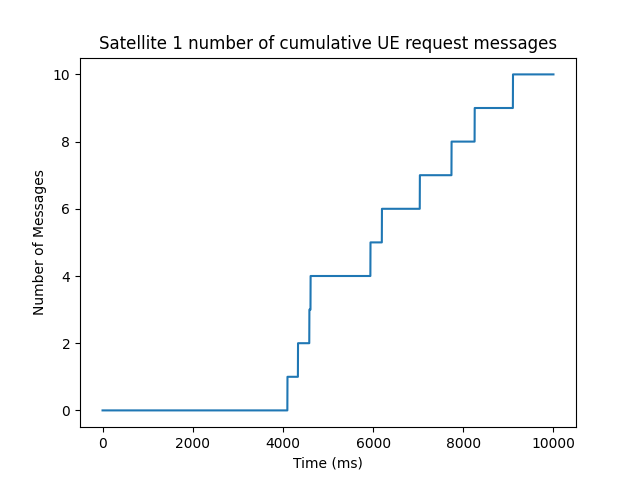 Satellite 1 number of cumulative UE request messages
10
8
6
4
2
0
Number of Messages
0 2000 4000 6000 8000 10000
Time (ms)